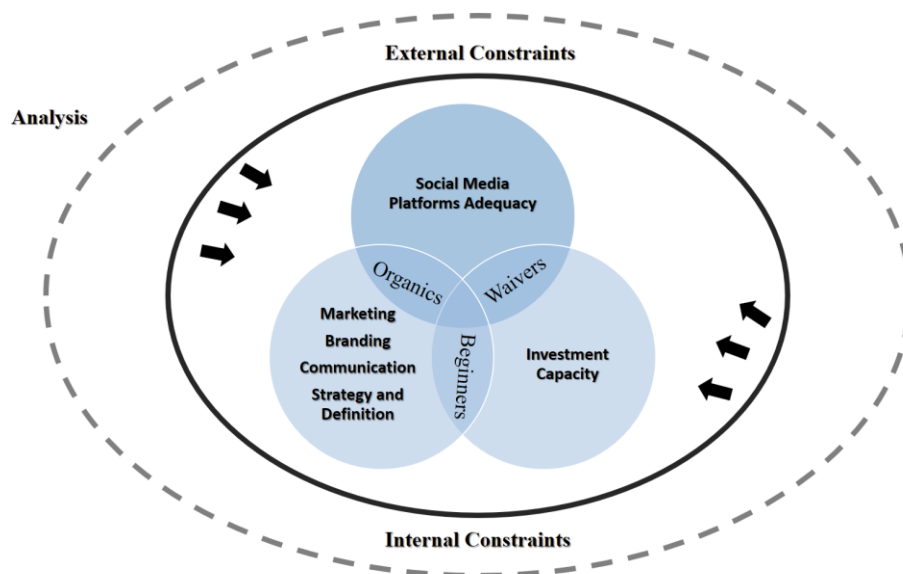 External Constraints
Analysis
Social Media
Platforms Adequacy
Organics
Waivers
Marketing
Branding
Communication
Strategy and
Definition
Beginners
Investment
Capacity
Internal Constraints